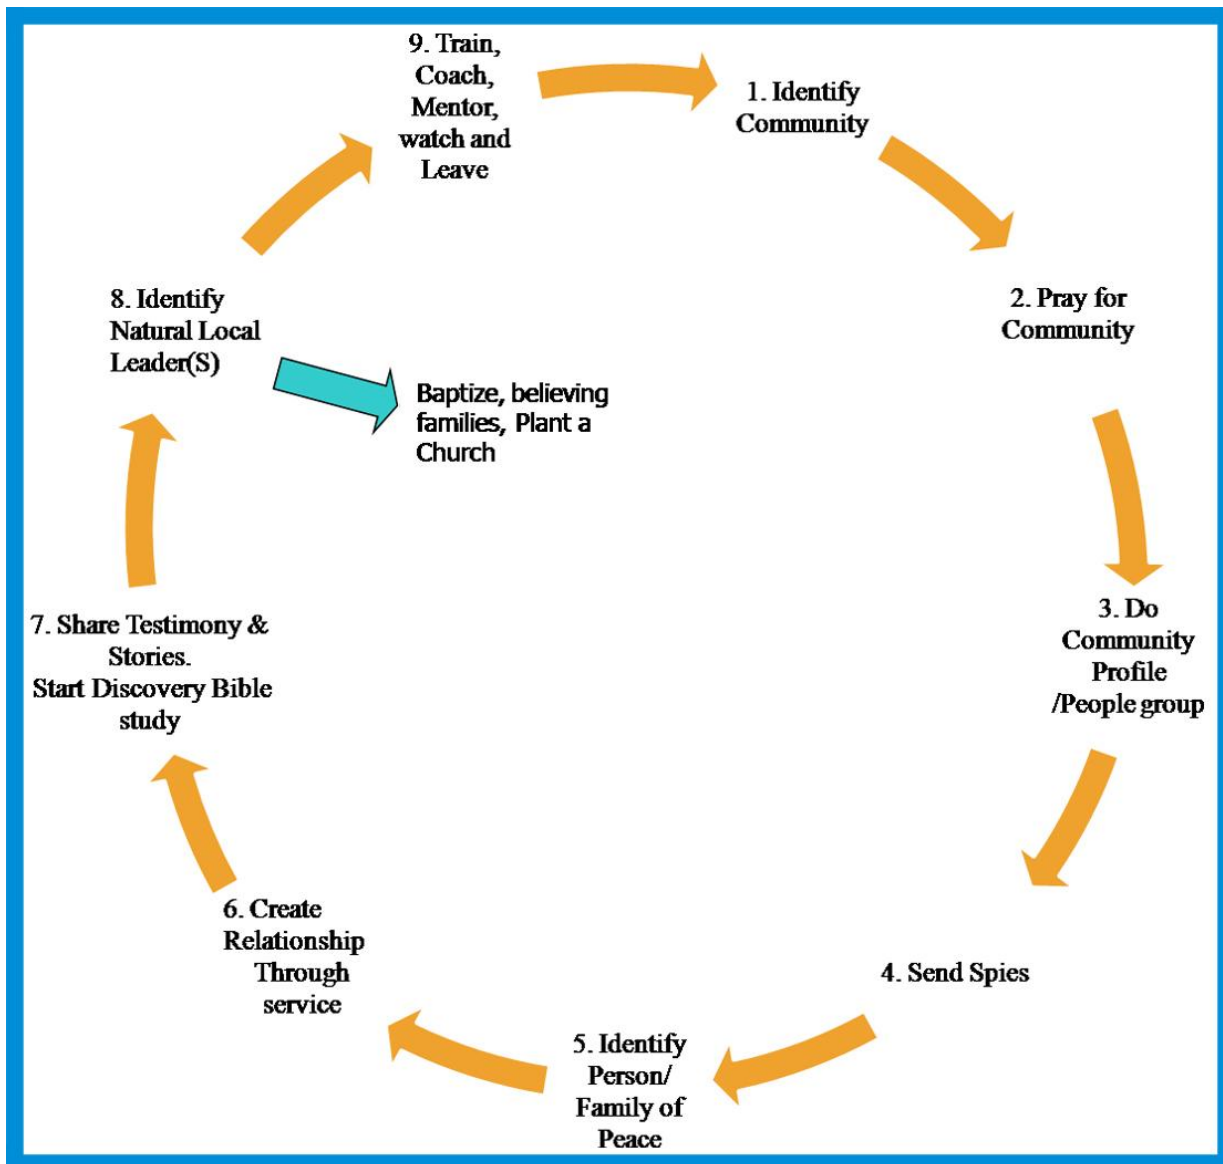 9. Train,
Coach,
Mentor,
watch and
Leave
1. Identify
Community
2. Pray for
Community
3. Do
Community
Profile
/People group
4. Send Spies
5. Identify
Person/
Family of
Peace
6. Create
Relationship
Through
service
7. Share Testimony &
Stories.
Start Discovery Bible
study
8. Identify
Natural Local
Leader(S)
Baptize, believing
families, Plant a
Church